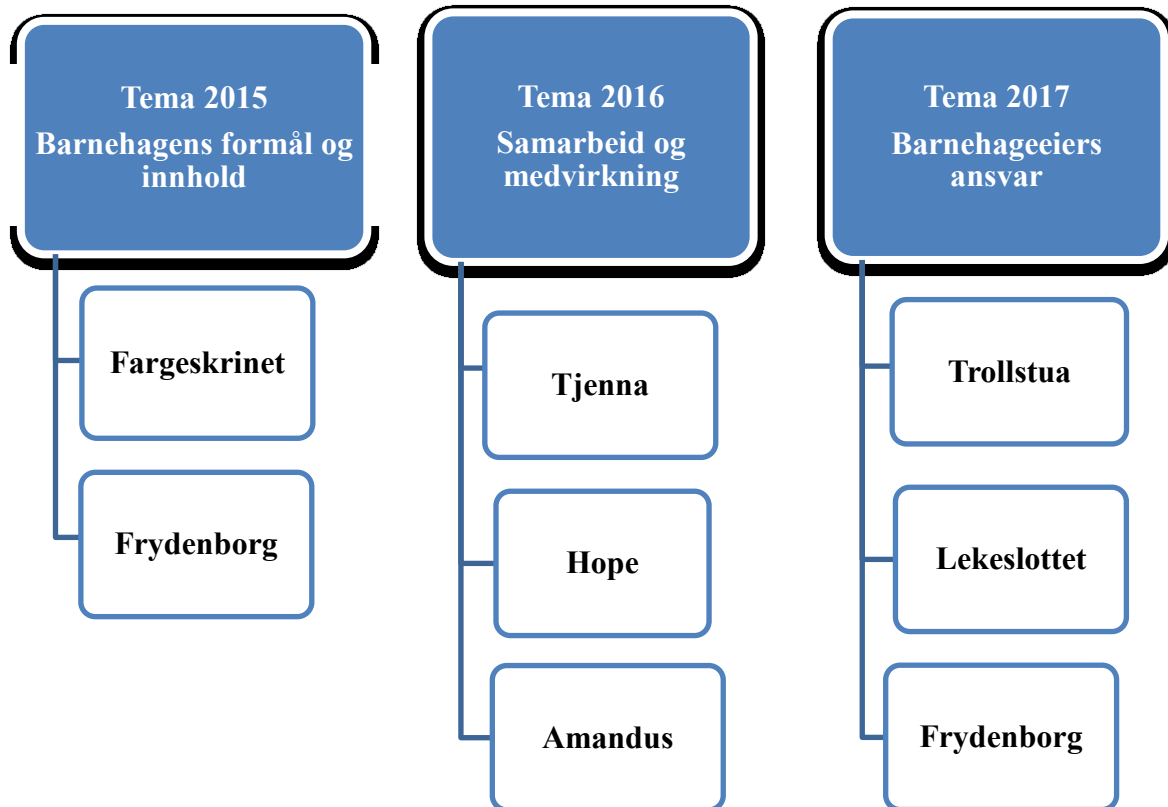 Tema 2015
Barnehagens formål og
innhold
Fargeskrinet
Frydenborg
Tema 2016
Samarbeid og
medvirkning
Tjenna
Hope
Amandus
Tema 2017
Barnehageeiers
ansvar
Trollstua
Lekeslottet
Frydenborg